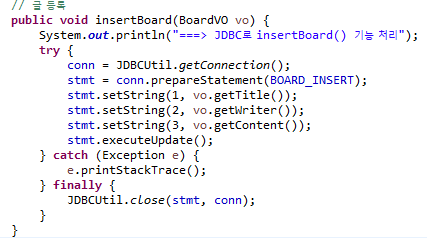 // 글 등록
public void insertBoard(BoardVO vo) {
    System.out.println("===> JDBC로 insertBoard() 기능 처리");
    try {
        conn = JDBCUtil.getConnection();
        stmt = conn.prepareStatement(BOARD_INSERT);
        stmt.setString(1, vo.getTitle());
        stmt.setString(2, vo.getWriter());
        stmt.setString(3, vo.getContent());
        stmt.executeUpdate();
    } catch (Exception e) {
        e.printStackTrace();
    } finally {
        JDBCUtil.close(stmt, conn);
    }
}